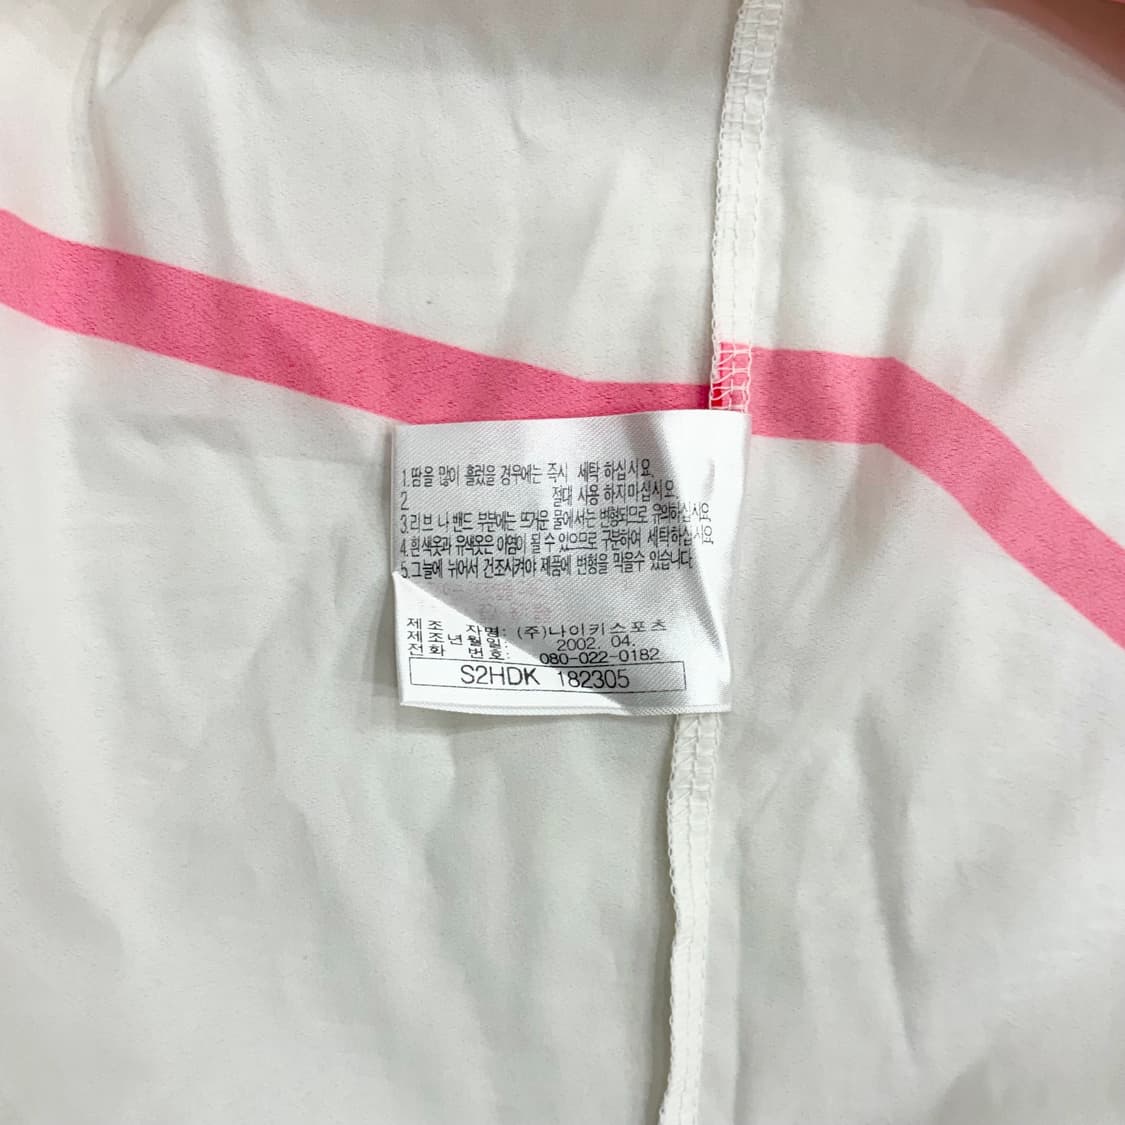 1.땀을 많이 흘렸을 경우에는 즉시 세탁 하십시요.
2 절대 사용 하지마십시오.
3.리브 나 밴드 부분에는 뜨거운 물에서는 변형되므로 유의하십시요
4.흰색옷과 유색옷은 이염이 될 수 있으므로 구분하여 세탁하십시요
5.그늘에 뉘어서 건조시켜야 제품에 변형을 막을수 있습니다
제조 자명: (주)나이키스포츠
제조년월일: 2002. 04.
전화 번호: 080-022-0182
S2HDK 182305